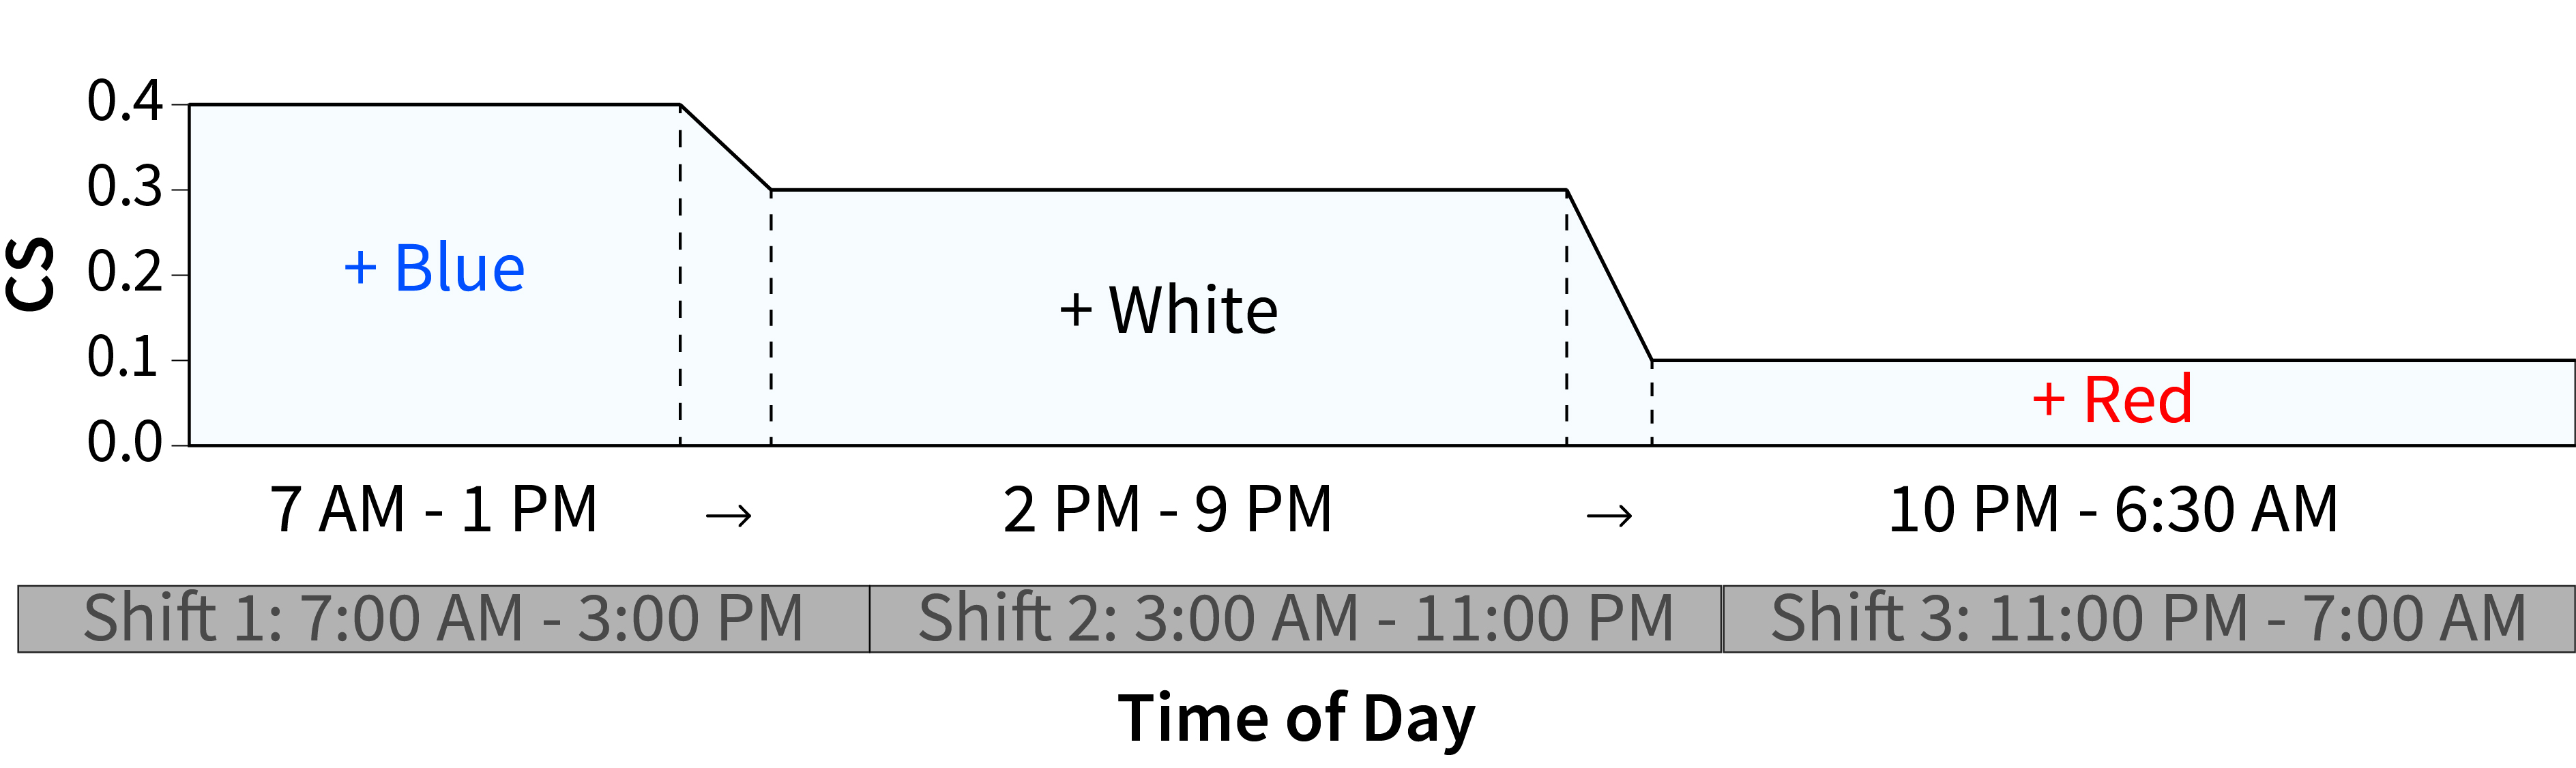 0.4
0.3
0.2
0.1
0.0
CS
+ Blue
+ White
+ Red
7 AM - 1 PM → 2 PM - 9 PM → 10 PM - 6:30 AM
Shift 1: 7:00 AM - 3:00 PM
Shift 2: 3:00 AM - 11:00 PM
Shift 3: 11:00 PM - 7:00 AM
Time of Day